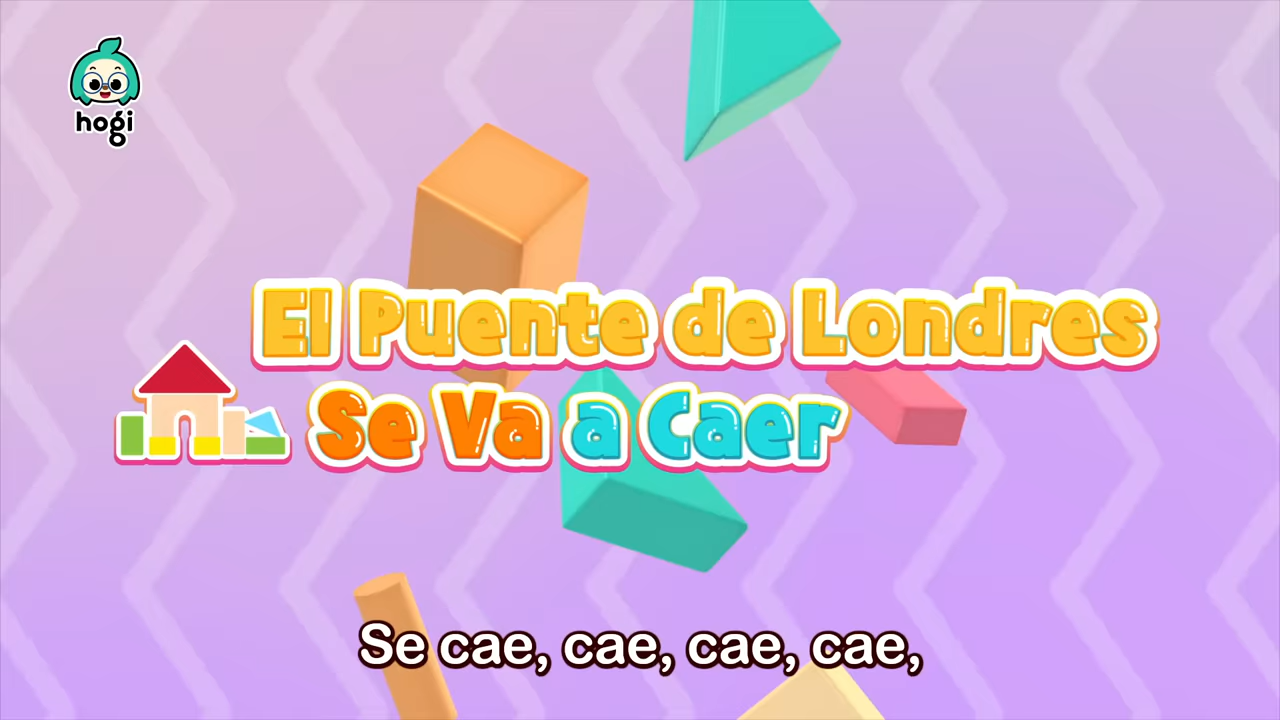 hogi
El Puente de Londres
Se Va a Caer
Se cae, cae, cae, cae,